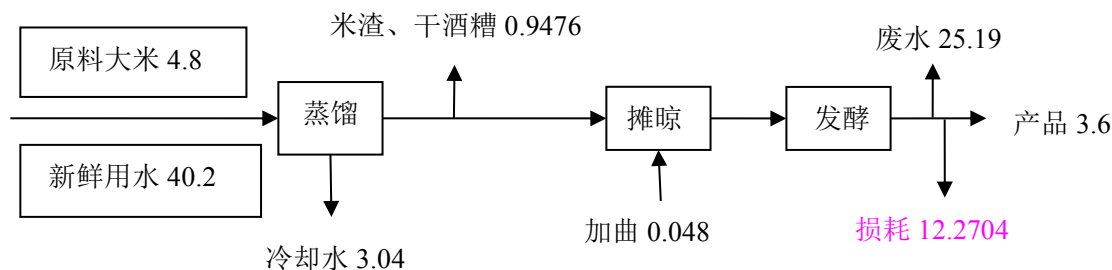 米渣、干酒糟 0.9476
废水 25.19
原料大米 4.8
蒸馏
摊晾
发酵
产品 3.6
新鲜用水 40.2
冷却水 3.04
加曲 0.048
损耗 12.2704